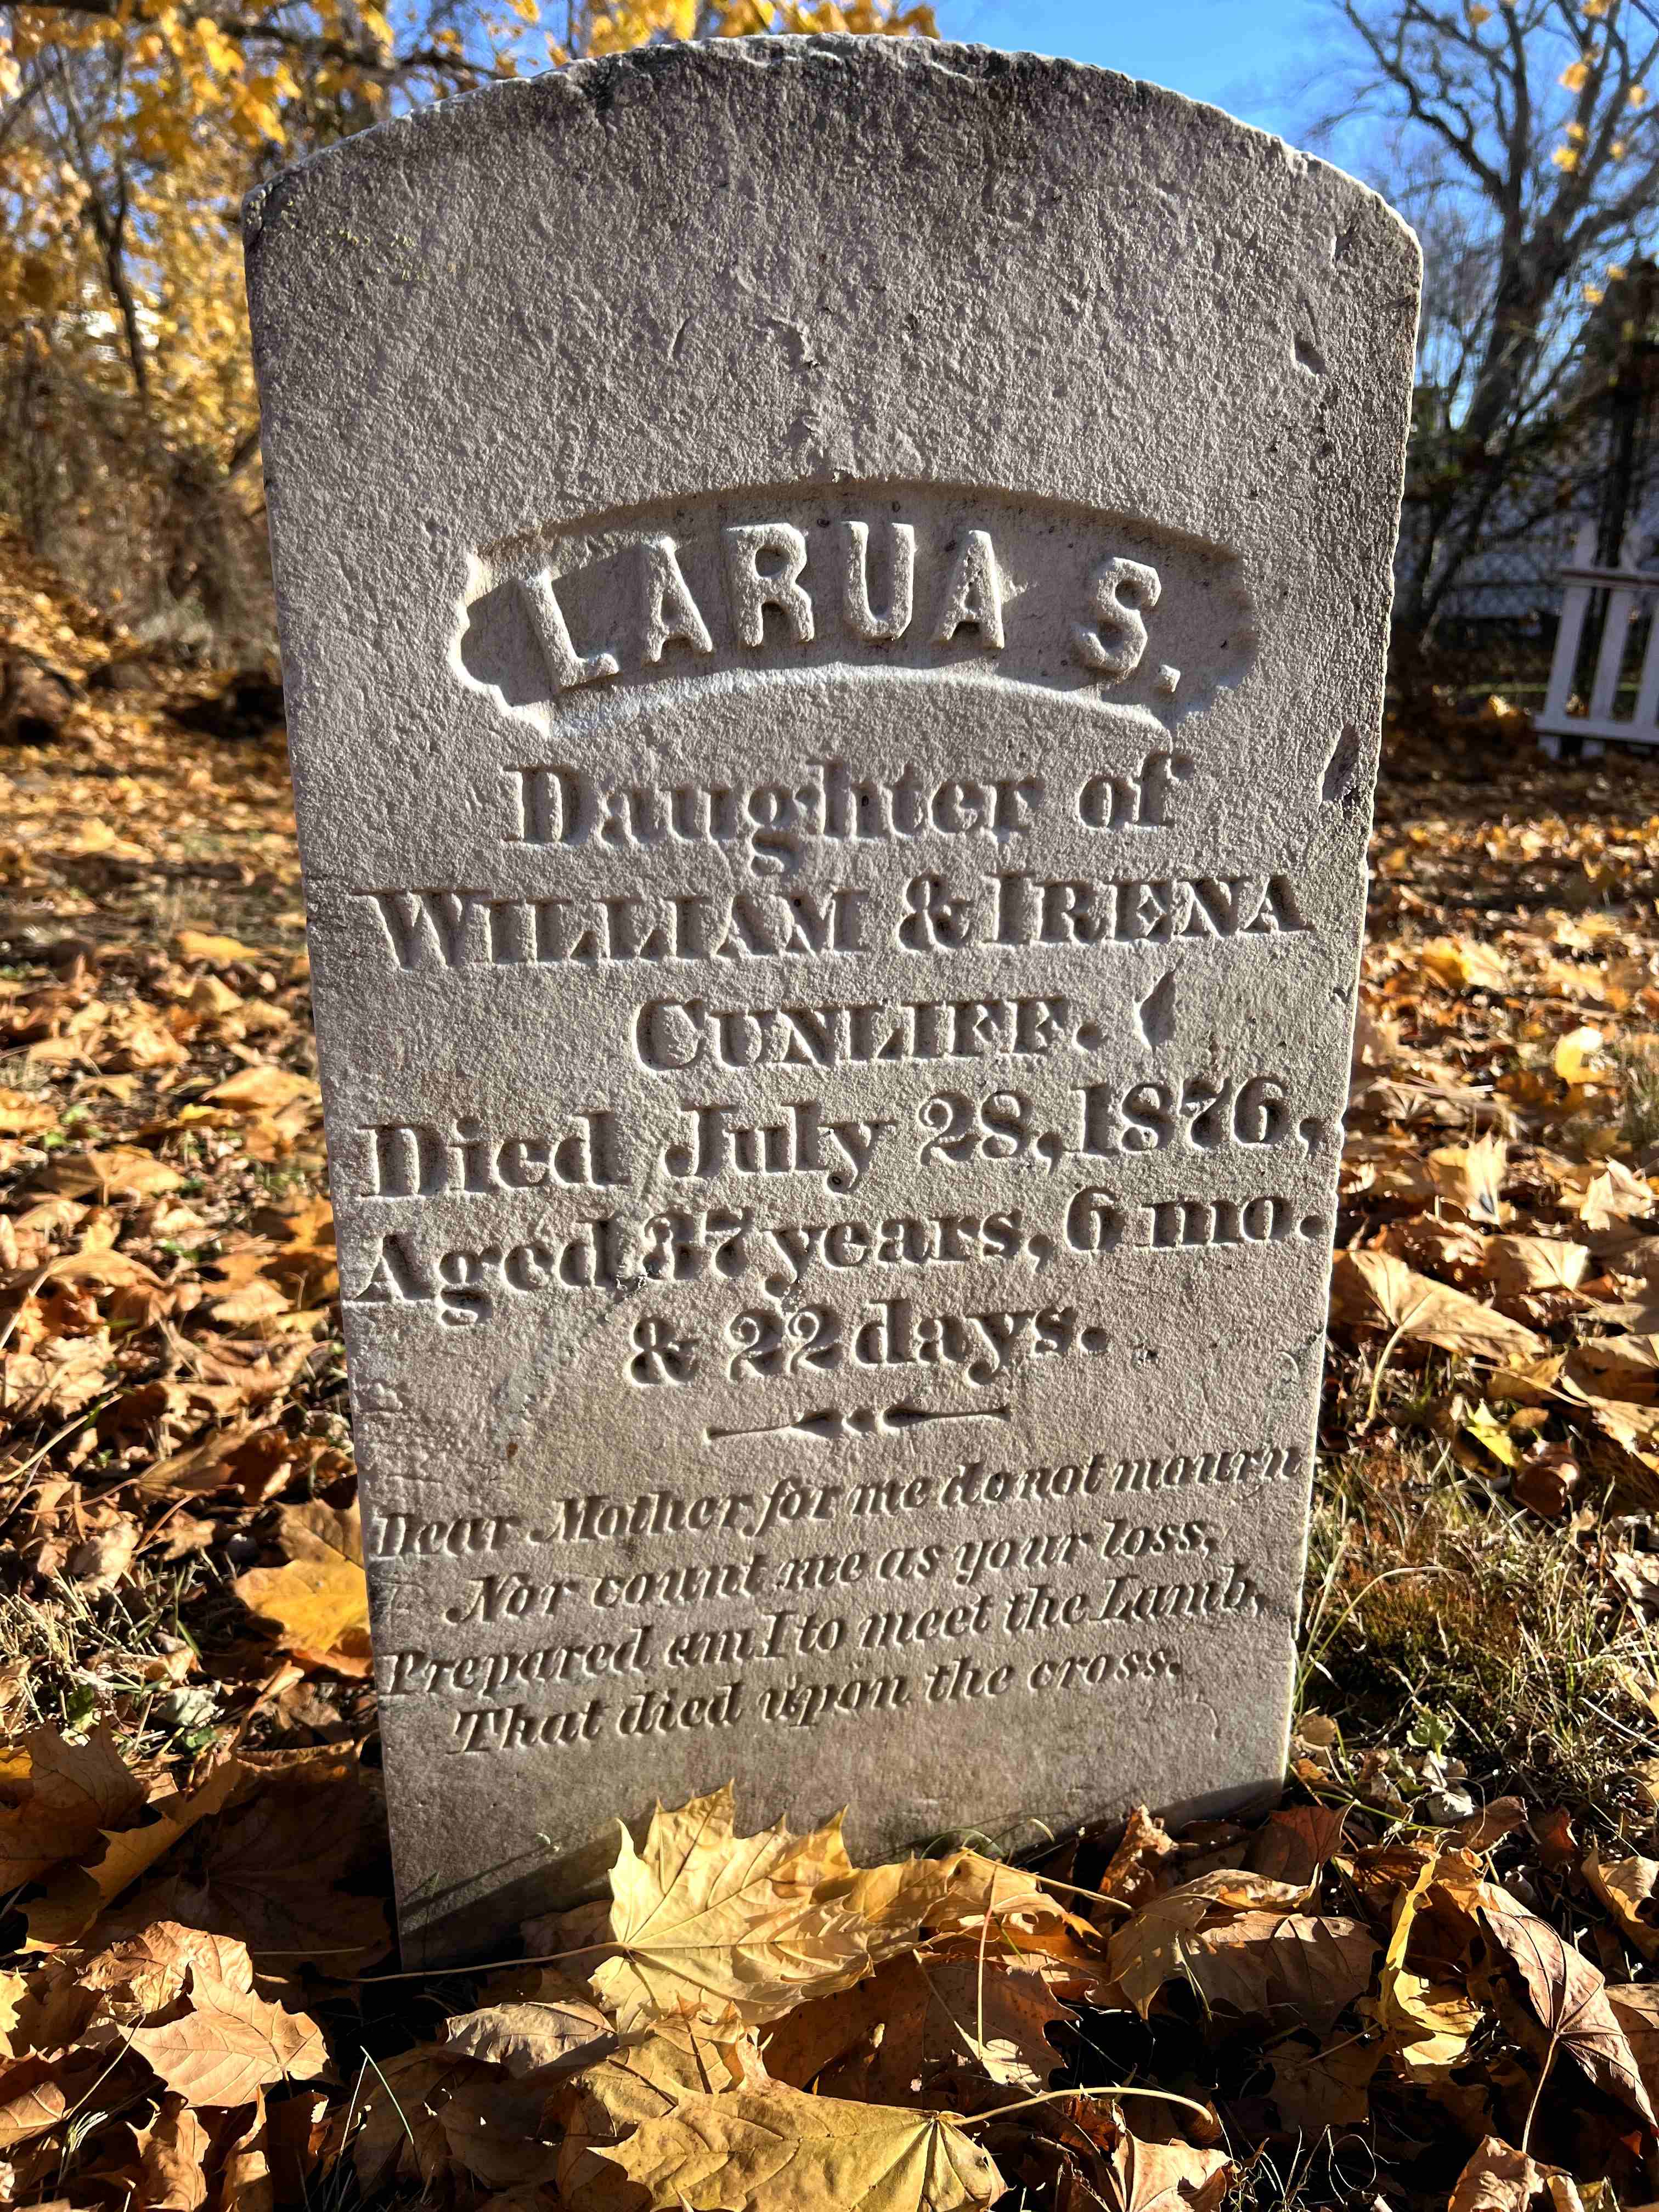 LARUA S.
Daughter of
WILLIAM & IRENA
CUNLIFF.
Died July 28, 1876,
Aged 37 years, 6 mo.
& 22 days.
Dear Mother for me do not mourn
Nor count me as your loss,
Prepared am I to meet the Lamb,
That died upon the cross.